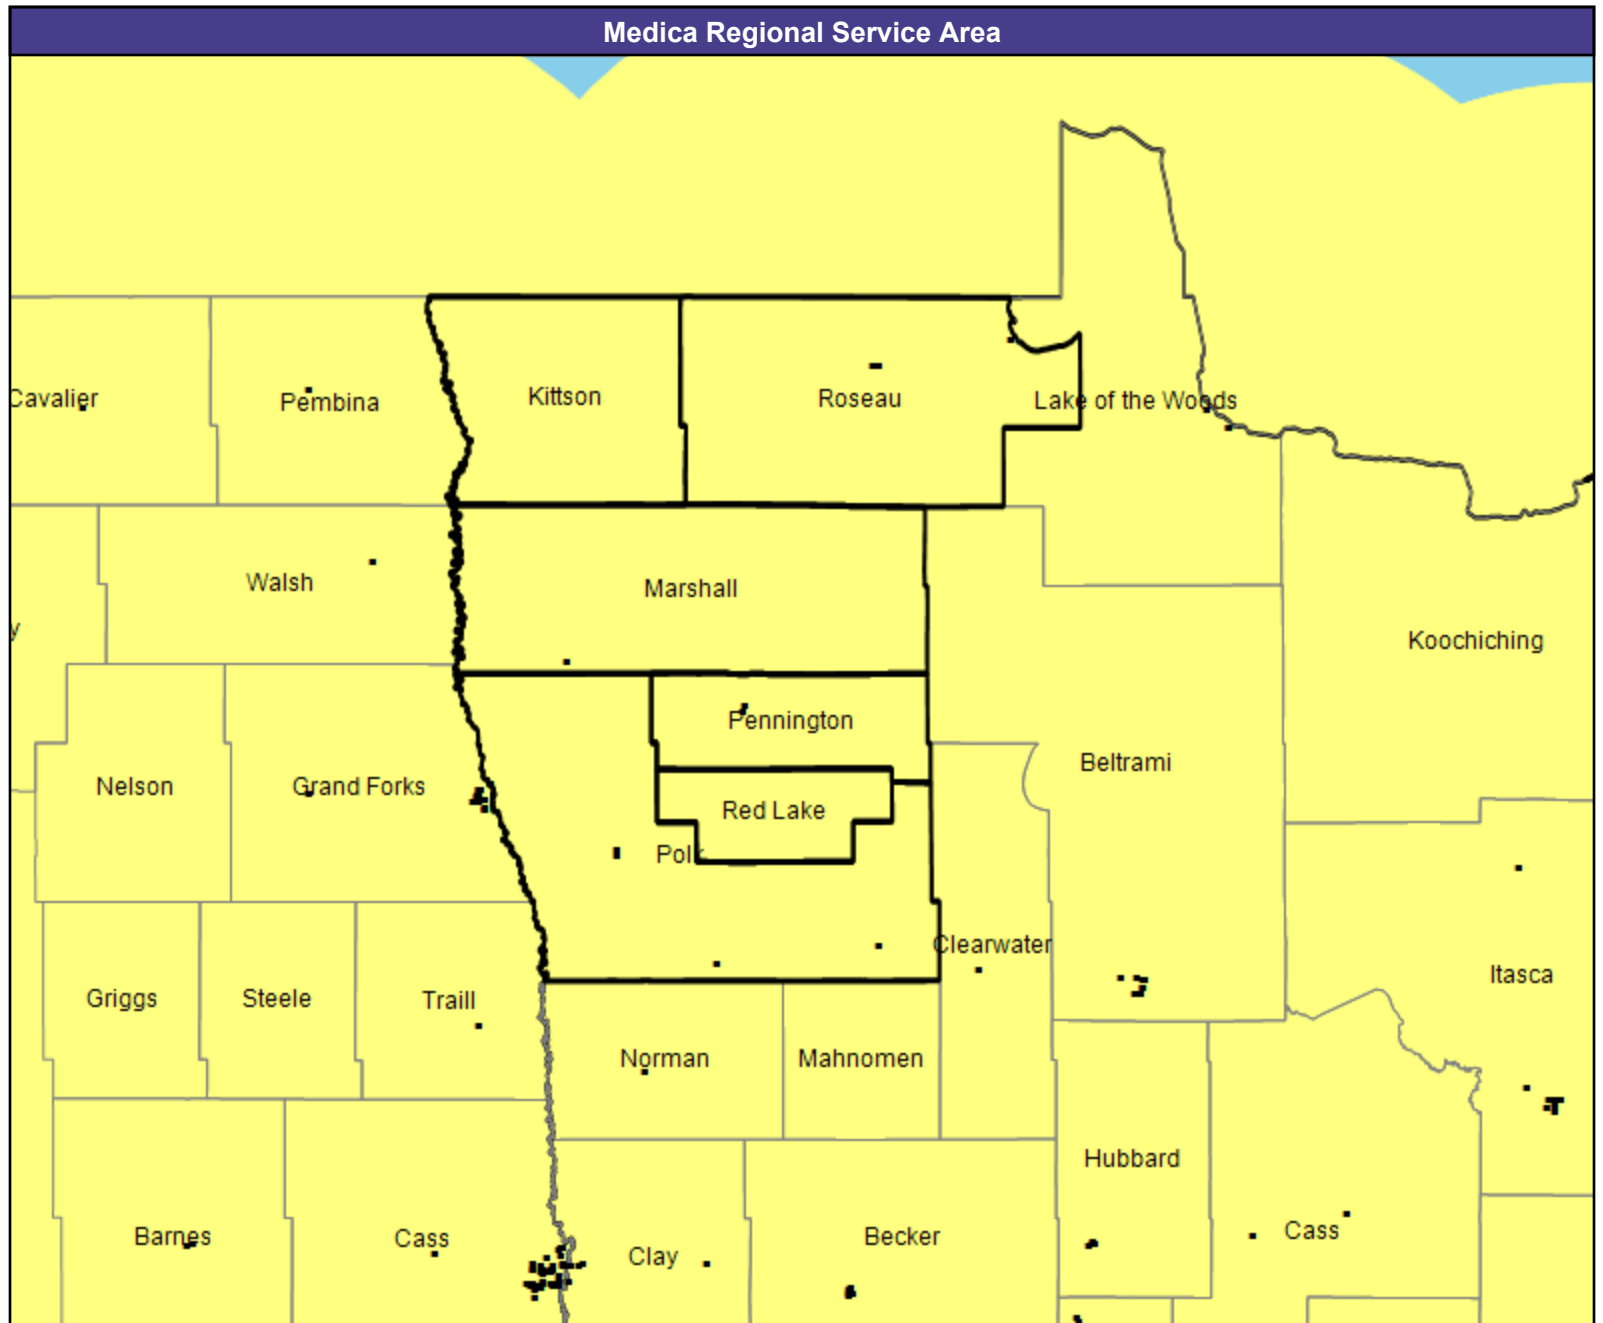 Medica Regional Service Area
Cavalier
Pembina
Kittson
Roseau
Lake of the Woods
Walsh
Marshall
y
Koochiching
Pennington
Beltrami
Nelson
Grand Forks
Red Lake
Polk
Clearwater
Itasca
Griggs
Steele
Traill
Norman
Mahnomen
Hubbard
Barnes
Cass
Clay
Becker
Cass